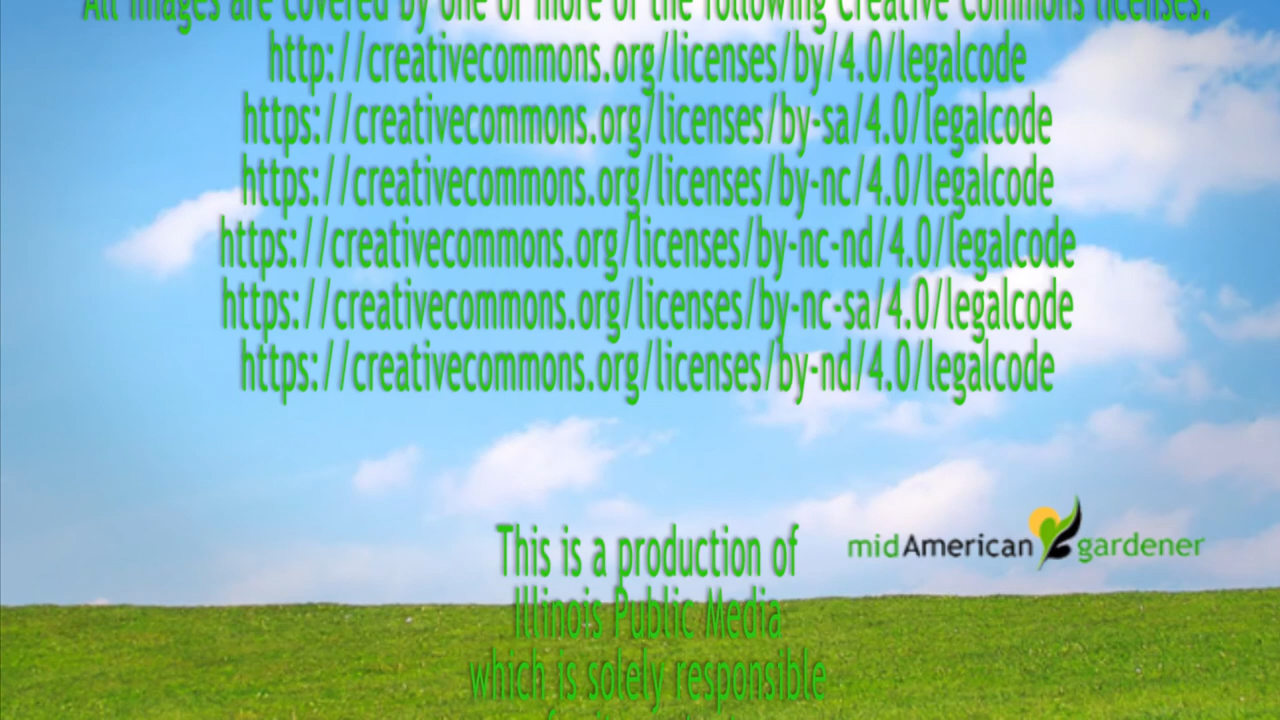 All images are covered by one or more of the following Creative Commons licenses:
http://creativecommons.org/licenses/by/4.0/legalcode
https://creativecommons.org/licenses/by-sa/4.0/legalcode
https://creativecommons.org/licenses/by-nc/4.0/legalcode
https://creativecommons.org/licenses/by-nc-nd/4.0/legalcode
https://creativecommons.org/licenses/by-nc-sa/4.0/legalcode
https://creativecommons.org/licenses/by-nd/4.0/legalcode
This is a production of
midAmerican gardener
Illinois Public Media
which is solely responsible